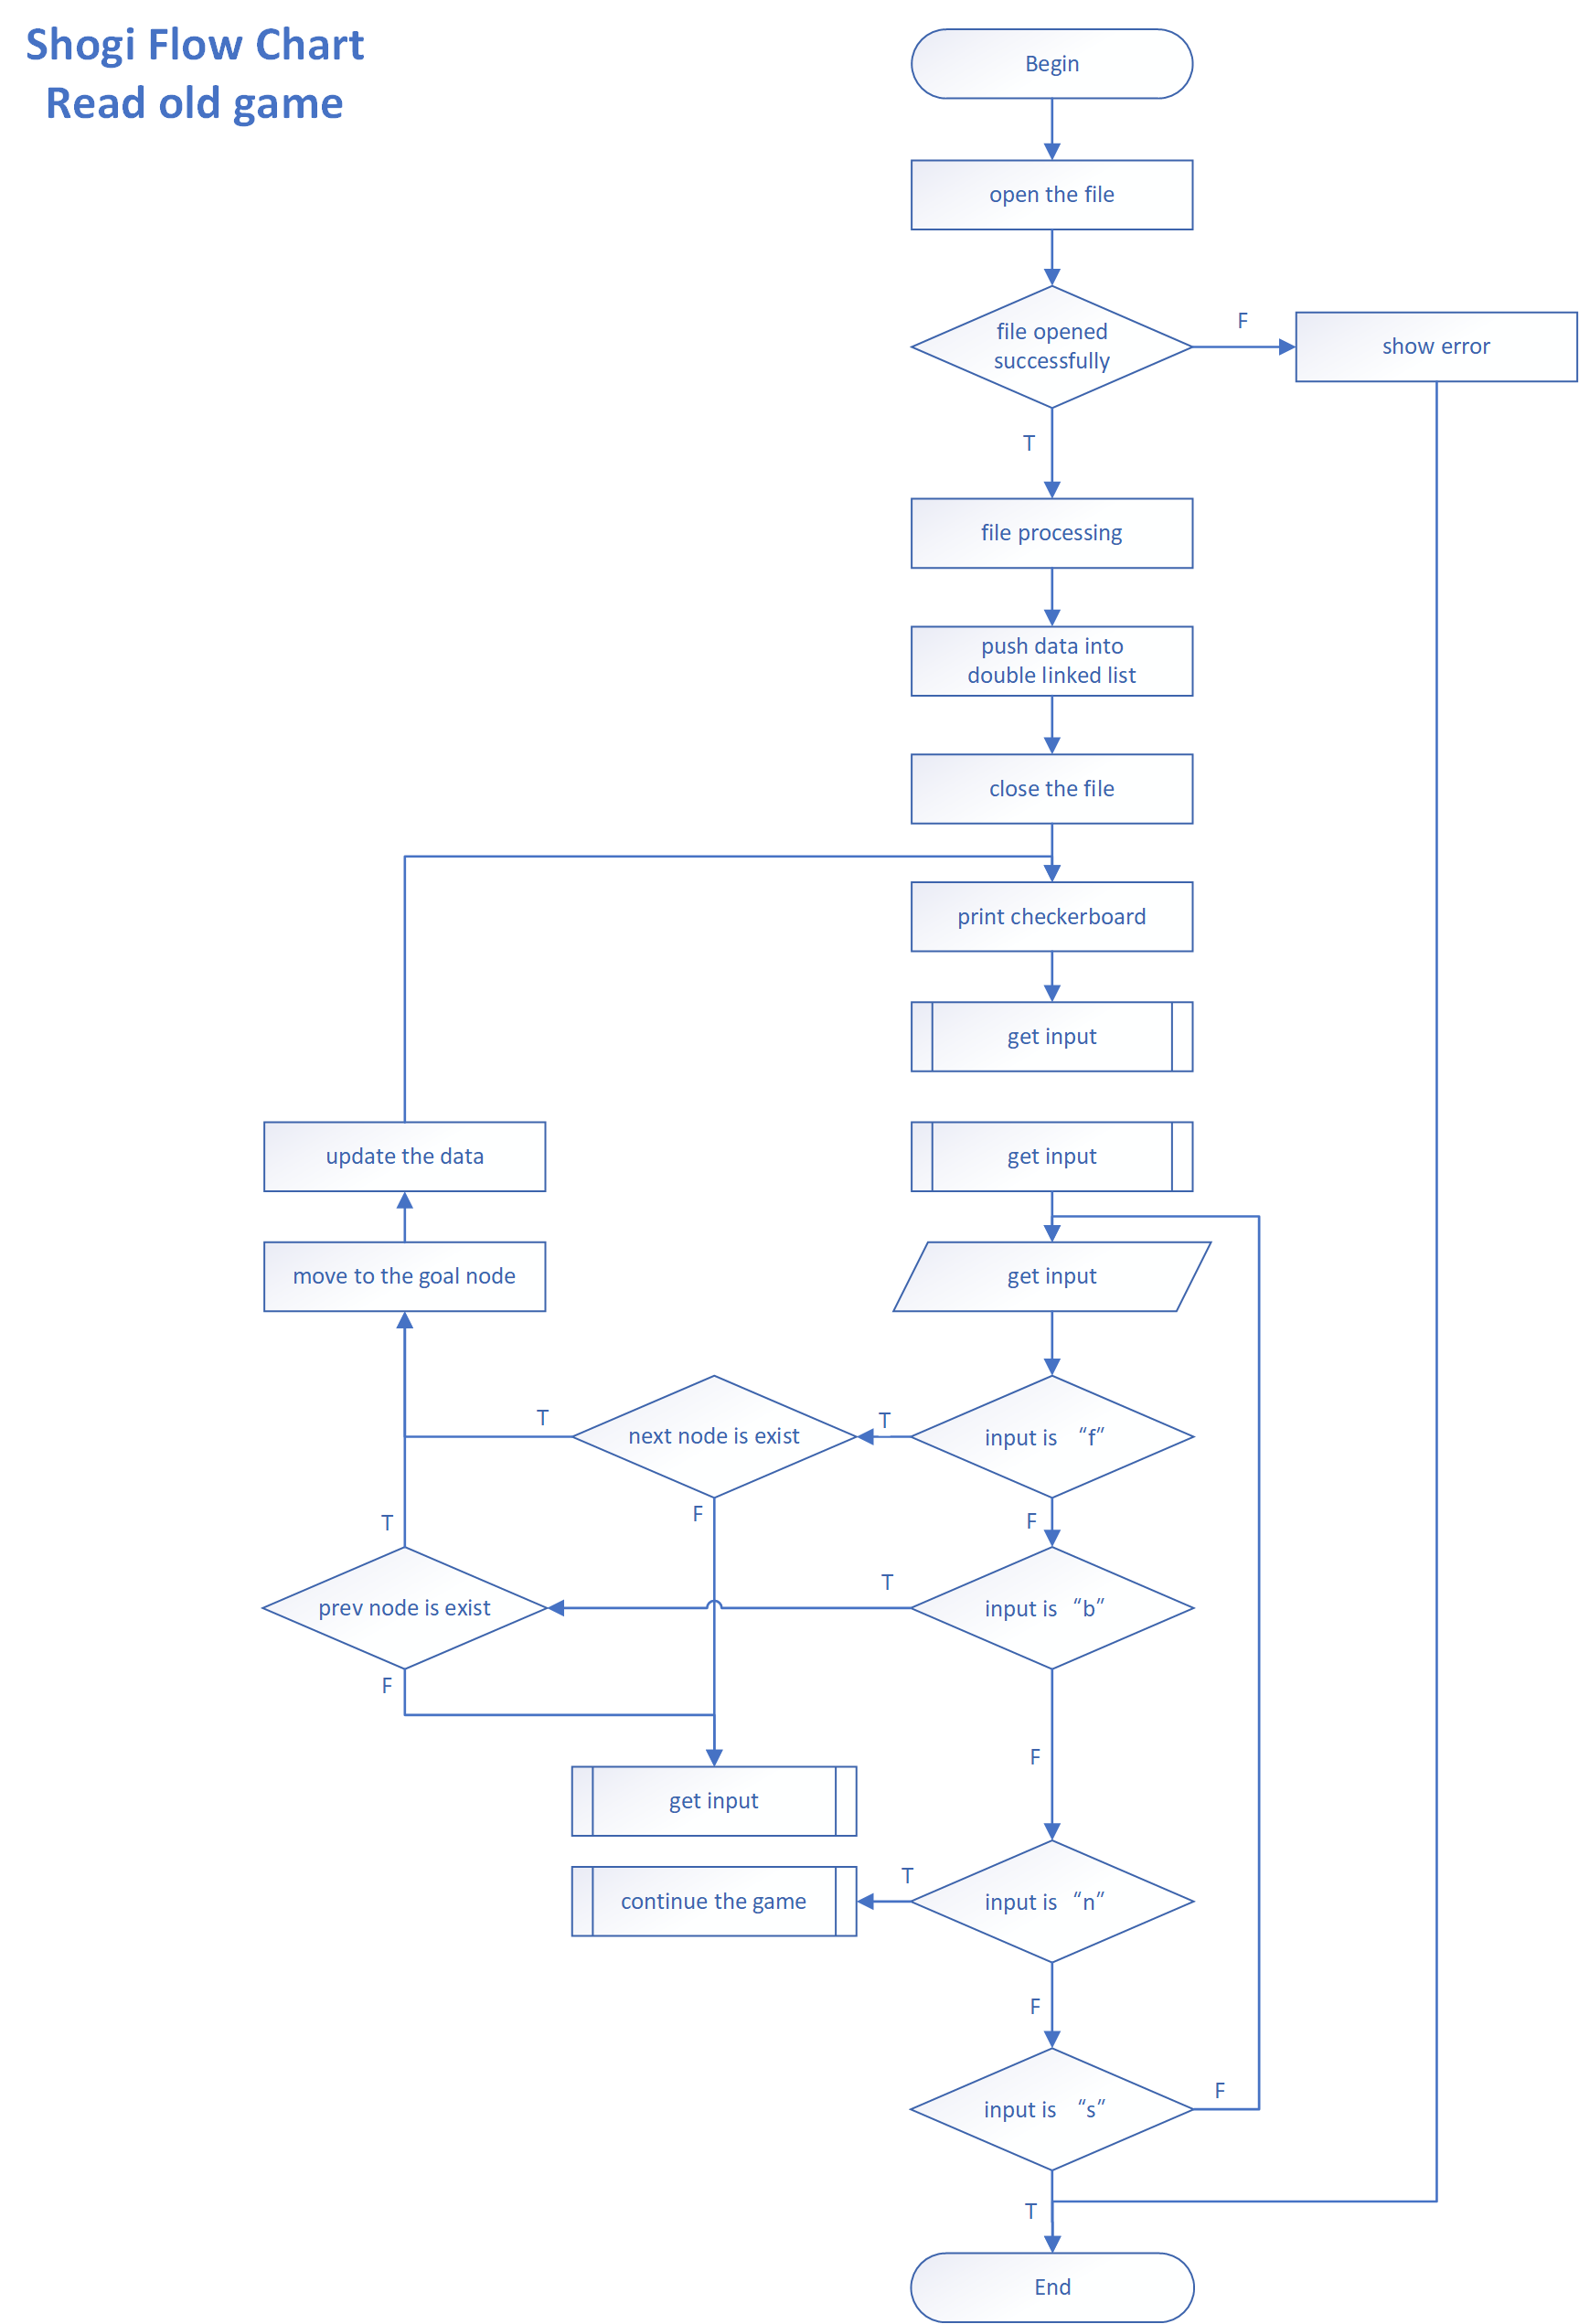 Shogi Flow Chart
Read old game
Begin
open the file
file opened
successfully
F
show error
T
file processing
push data into
double linked list
close the file
print checkerboard
get input
update the data
get input
move to the goal node
get input
T
next node is exist
T
input is “f”
T
F
F
prev node is exist
T
input is “b”
F
F
get input
continue the game
T
input is “n”
F
input is “s”
F
T
End